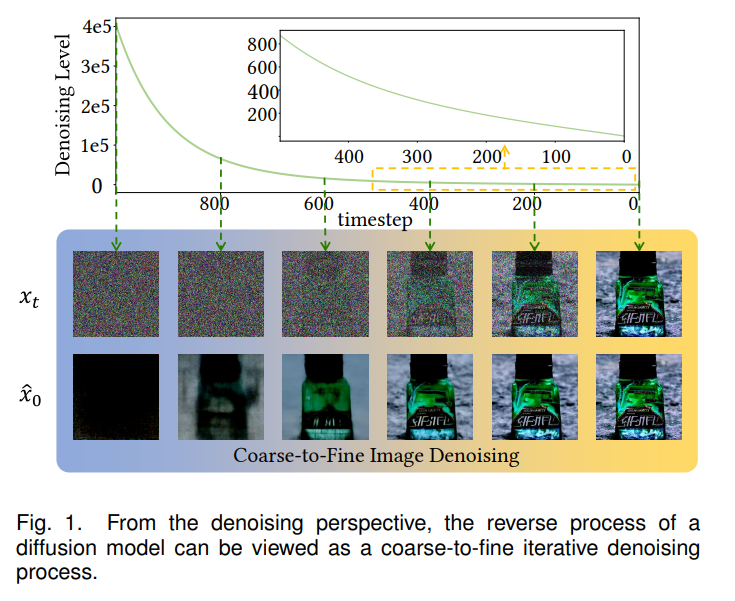 4e5
3e5
2e5
1e5
0
Denoising Level
800
600
400
200
400 300 200 100 0
800 600 400 200 0
timestep
x_t
x̂_0
Coarse-to-Fine Image Denoising
Fig. 1. From the denoising perspective, the reverse process of a
diffusion model can be viewed as a coarse-to-fine iterative denoising
process.